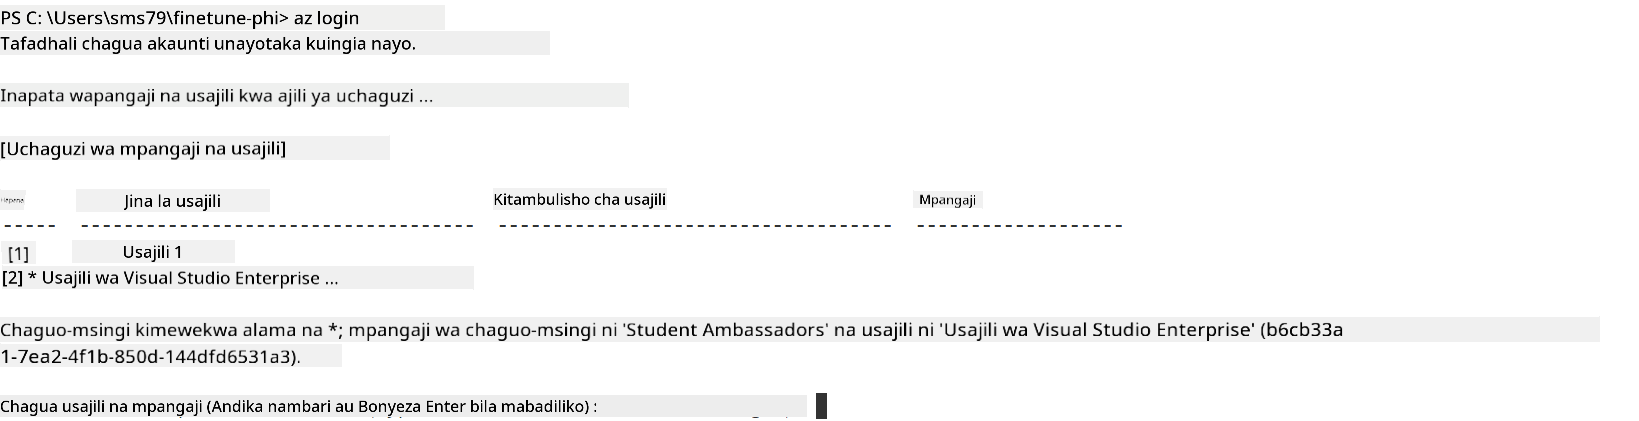 PS C: \Users\sms79\finetune-phi> az login
Tafadhali chagua akaunti unayotaka kuingia nayo.
Inapata wapangaji na usajili kwa ajili ya uchaguzi ...
[Uchaguzi wa mpangaji na usajili]
Jina la usajili Kitambulisho cha usajili Mpangaji
----- ---------------------------------- ---------------------------------- ------------------
[1] Usajili 1
[2] * Usajili wa Visual Studio Enterprise ...
Chaguo-msingi kimewekwa alama na *; mpangaji wa chaguo-msingi ni 'Student Ambassadors' na usajili ni 'Usajili wa Visual Studio Enterprise' (b6cb33a
1-7ea2-4f1b-850d-144dfd6531a3).
Chagua usajili na mpangaji (Andika nambari au Bonyeza Enter bila mabadiliko) :